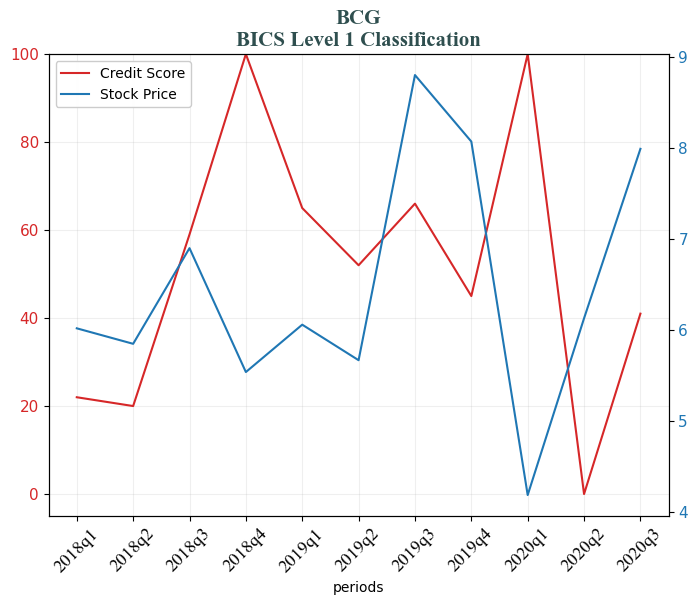 BCG
BICS Level 1 Classification
Credit Score
Stock Price
100
80
60
40
20
0
9
8
7
6
5
4
2018q1
2018q2
2018q3
2018q4
2019q1
2019q2
2019q3
2019q4
2020q1
2020q2
2020q3
periods